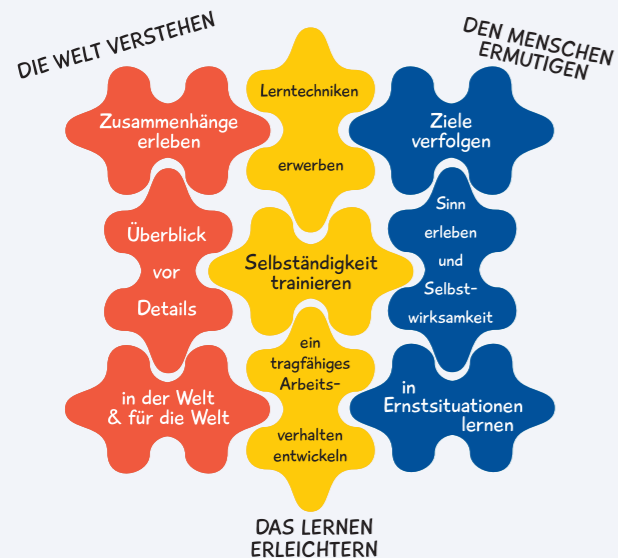 DIE WELT VERSTEHEN
DEN MENSCHEN
ERMUTIGEN
Zusammenhänge
erleben
Lerntechniken
erwerben
Ziele
verfolgen
Überblick
vor
Details
Selbständigkeit
trainieren
Sinn
erleben
und
Selbst-
wirksamkeit
in der Welt
& für die Welt
ein
tragfähiges
Arbeits-
verhalten
entwickeln
in
Ernstsituationen
lernen
DAS LERNEN
ERLEICHTERN